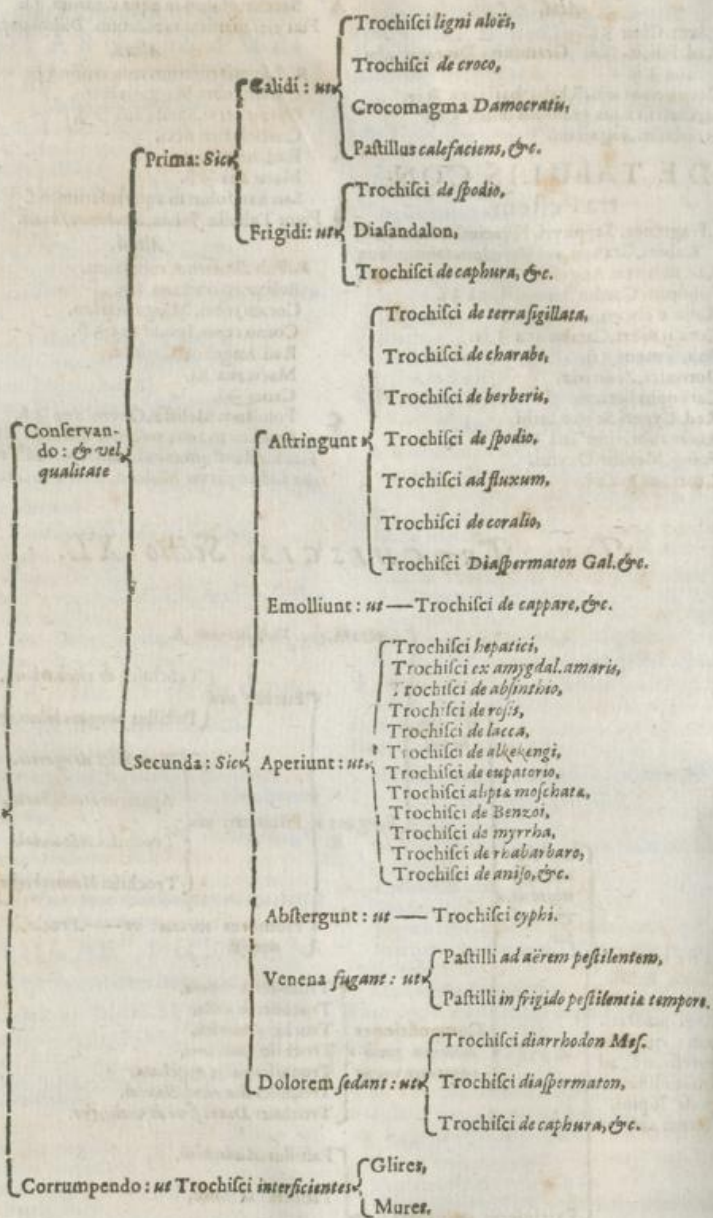 Trochiſci ligni aloës,
Calidi: ut
Trochiſci de croco,
Crocomagma Damocratis,
Prima: Sic
Paſtillus calefaciens, &c.
Trochiſci de ſpodio,
Frigidi: ut
Diaſandalon,
Trochiſci de caphura, &c.
Conſervan-
do: & vel
qualitate
Trochiſci de terra ſigillata,
Trochiſci de charabe,
Trochiſci de berberis,
Aſtringunt
Trochiſci de ſpodio,
Trochiſci ad fluxum,
Trochiſci de coralio,
Trochiſci Diaſpermaton Gal. &c.
Emolliunt: ut — Trochiſci de cappare, &c.
Trochiſci hepatici,
Trochiſci ex amygdal. amaris,
Trochiſci de abſinthio,
Trochiſci de roſis,
Trochiſci de lacca,
Secunda: Sic
Aperiunt: ut
Trochiſci de alkekengi,
Trochiſci de eupatorio,
Trochiſci alipta moſchata,
Trochiſci de Benzoi,
Trochiſci de myrrha,
Trochiſci de rhabarbaro,
Trochiſci de aniſo, &c.
Abſtergunt: ut — Trochiſci cyphi.
Paſtilli ad aërem peſtilentem,
Venena fugant: ut
Paſtilli in frigido peſtilentiæ tempore.
Trochiſci diarrhodon Meſ.
Dolorem ſedant: ut
Trochiſci diaſpermaton,
Trochiſci de caphura, &c.
Corrumpendo: ut Trochiſci interficientes
Glires,
Mures.